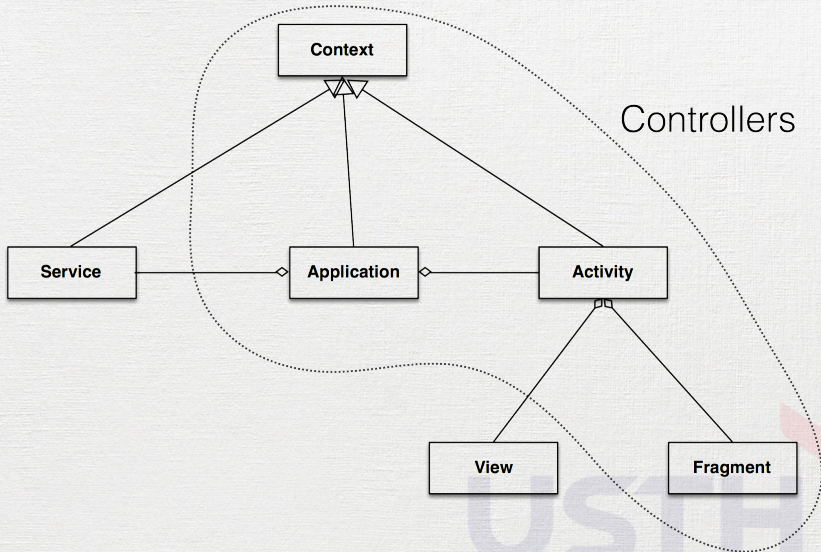 Context
Controllers
Service
Application
Activity
View
Fragment
USTH